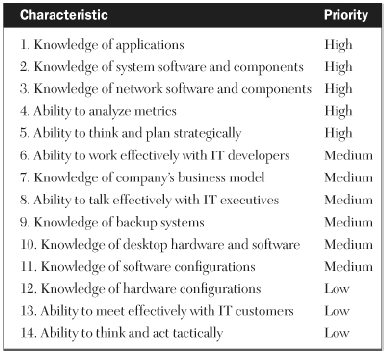 Characteristic Priority
1. Knowledge of applications High
2. Knowledge of system software and components High
3. Knowledge of network software and components High
4. Ability to analyze metrics High
5. Ability to think and plan strategically High
6. Ability to work effectively with IT developers Medium
7. Knowledge of company's business model Medium
8. Ability to talk effectively with IT executives Medium
9. Knowledge of backup systems Medium
10. Knowledge of desktop hardware and software Medium
11. Knowledge of software configurations Medium
12. Knowledge of hardware configurations Low
13. Ability to meet effectively with IT customers Low
14. Ability to think and act tactically Low